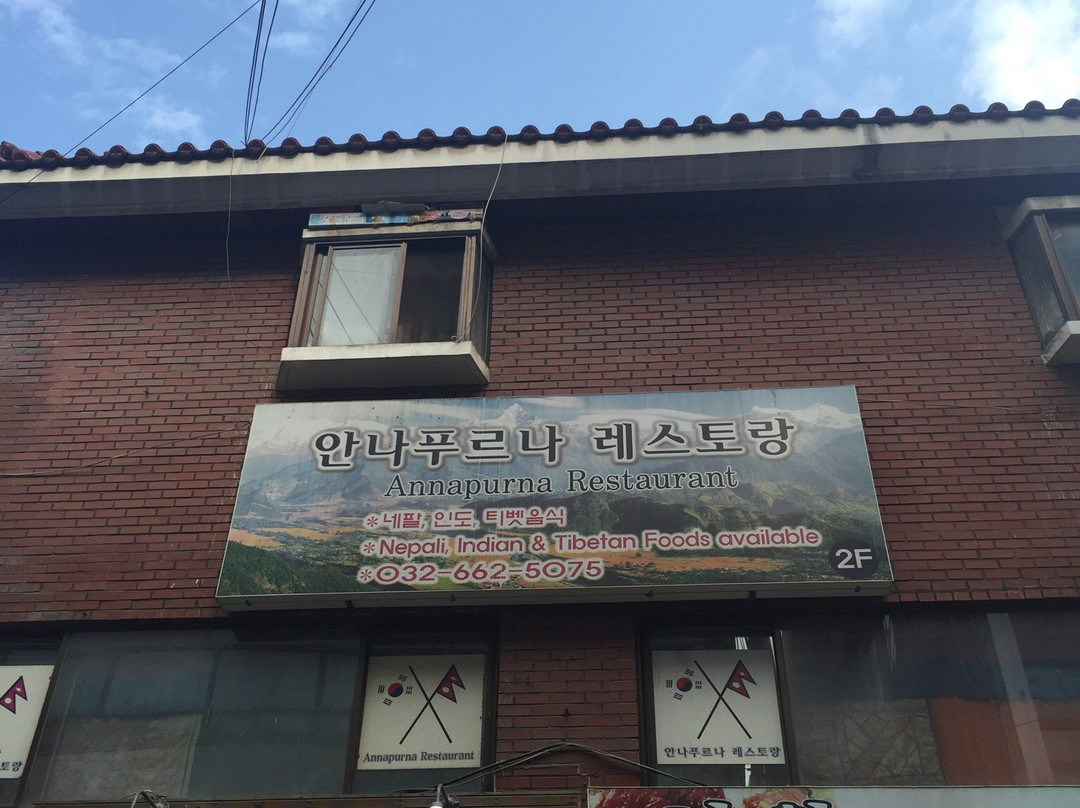 안나푸르나 레스토랑
Annapurna Restaurant
*네팔, 인도, 티벳음식
*Nepali, Indian & Tibetan Foods available
*032-662-5075
2F
Annapurna Restaurant
안나푸르나 레스토랑